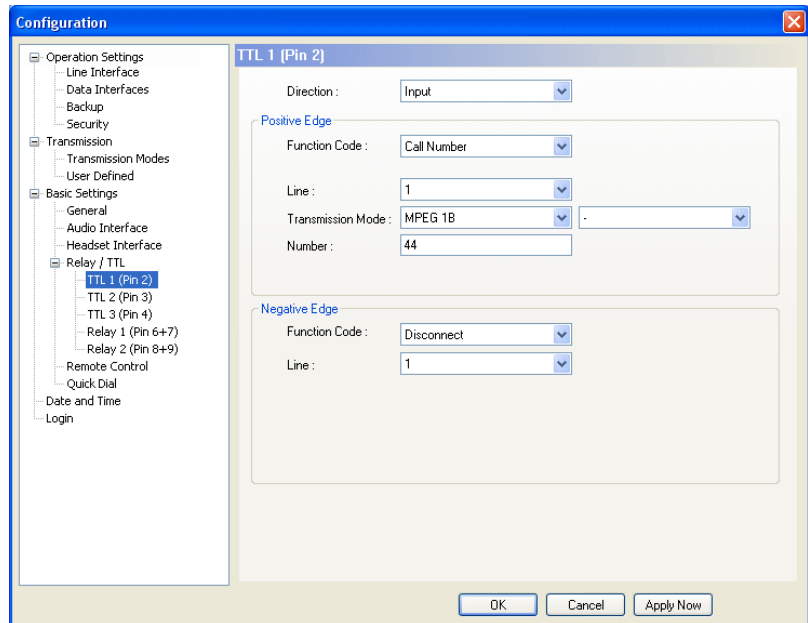 Configuration
Operation Settings
Line Interface
Data Interfaces
Backup
Security
Transmission
Transmission Modes
User Defined
Basic Settings
General
Audio Interface
Headset Interface
Relay / TTL
TTL 1 (Pin 2)
TTL 2 (Pin 3)
TTL 3 (Pin 4)
Relay 1 (Pin 6+7)
Relay 2 (Pin 8+9)
Remote Control
Quick Dial
Date and Time
Login
TTL 1 (Pin 2)
Direction : Input
Positive Edge
Function Code : Call Number
Line : 1
Transmission Mode : MPEG 1B -
Number : 44
Negative Edge
Function Code : Disconnect
Line : 1
OK Cancel Apply Now